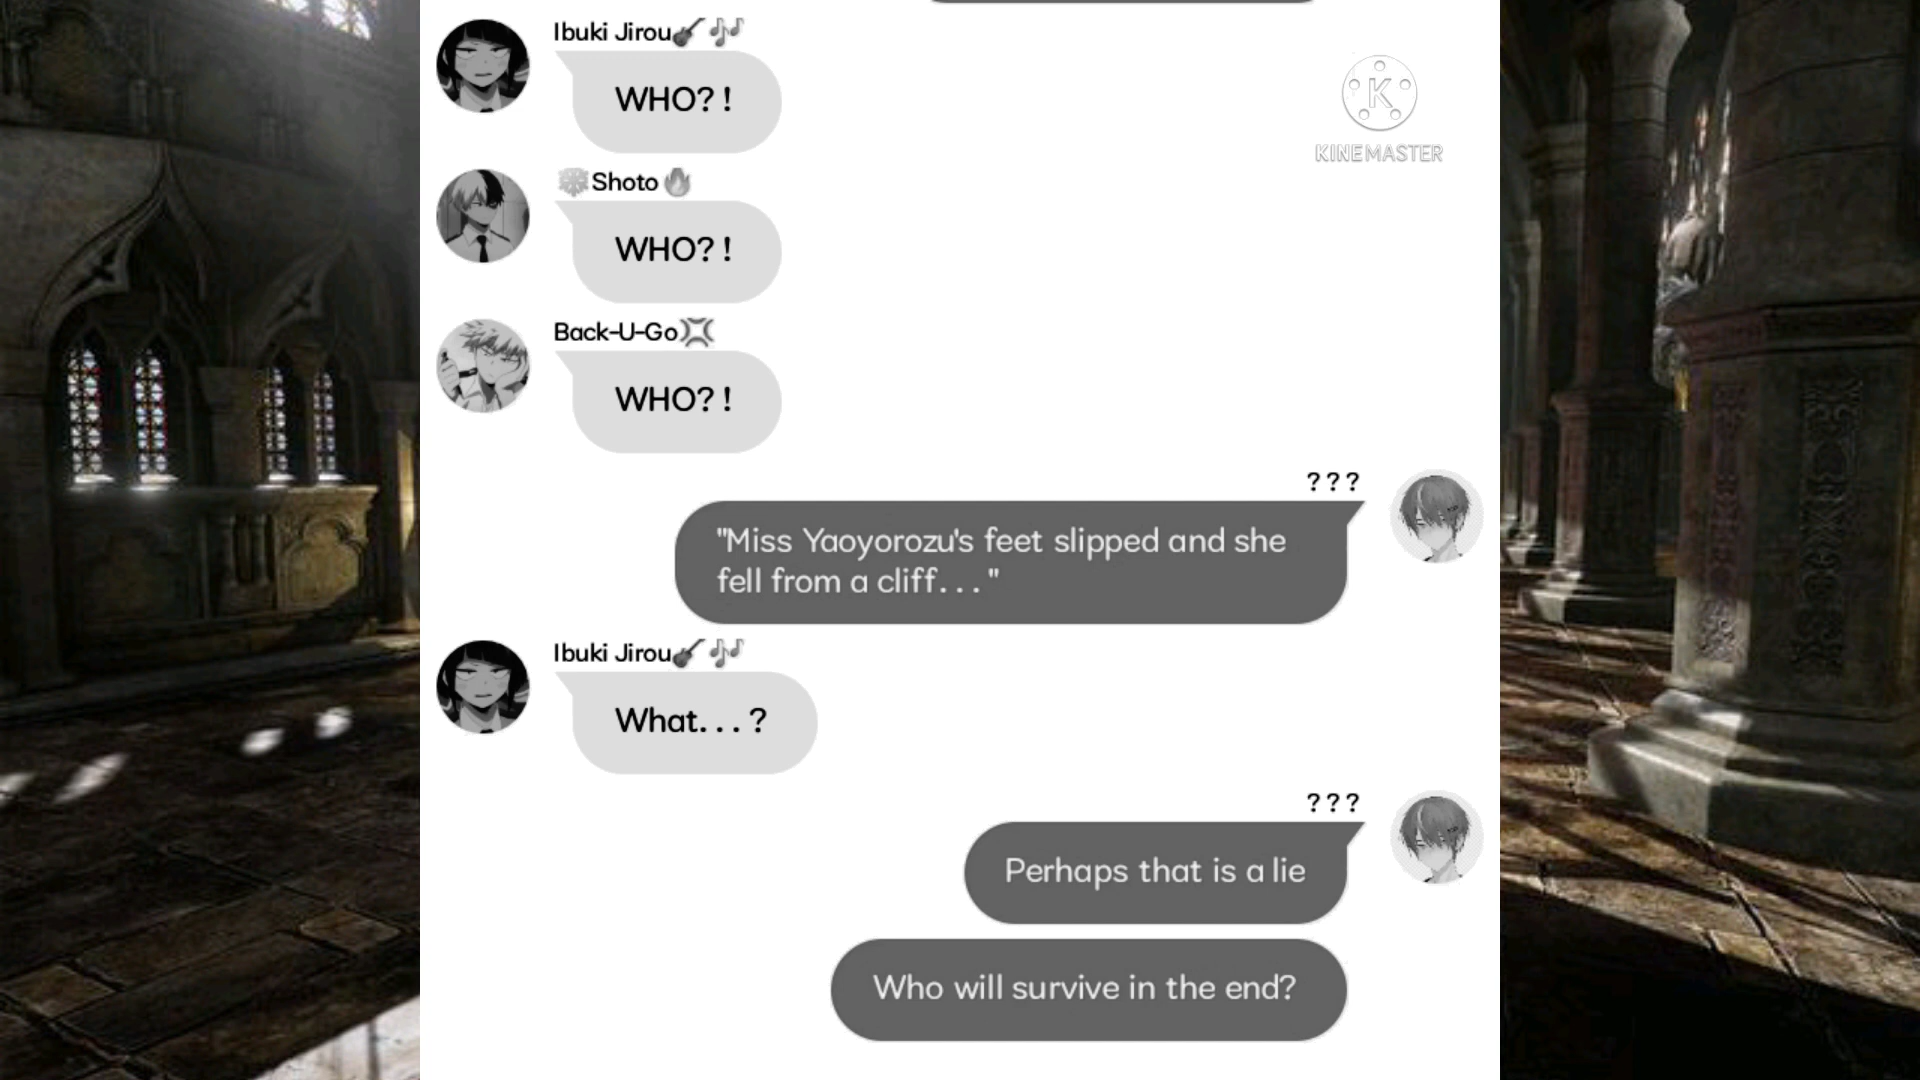 Ibuki Jirou🎸🎶
WHO?!
K
KINEMASTER
❄Shoto🔥
WHO?!
Back-U-Go💢
WHO?!
???
"Miss Yaoyorozu's feet slipped and she
fell from a cliff..."
Ibuki Jirou🎸🎶
What...?
???
Perhaps that is a lie
Who will survive in the end?